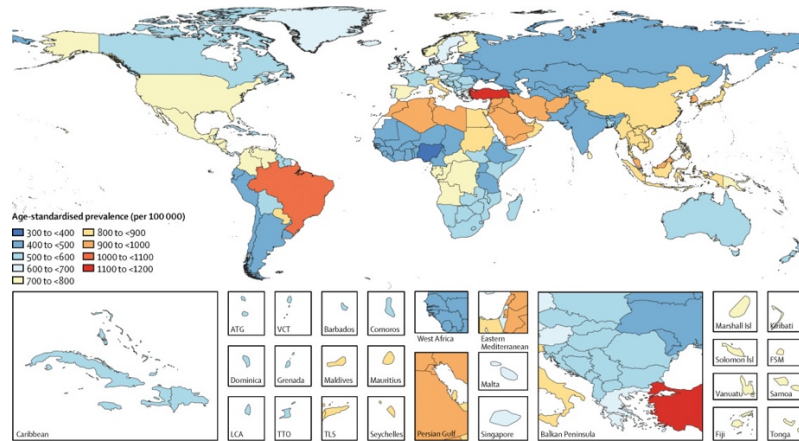 Age-standardised prevalence (per 100 000)
300 to <400
400 to <500
500 to <600
600 to <700
700 to <800
800 to <900
900 to <1000
1000 to <1100
1100 to <1200
Caribbean
ATG
VCT
Barbados
Comoros
Dominica
Grenada
Maldives
Mauritius
LCA
TTO
TLS
Seychelles
West Africa
Eastern
Mediterranean
Persian Gulf
Malta
Singapore
Balkan Peninsula
Marshall Isl
Kiribati
Solomon Isl
FSM
Vanuatu
Samoa
Fiji
Tonga